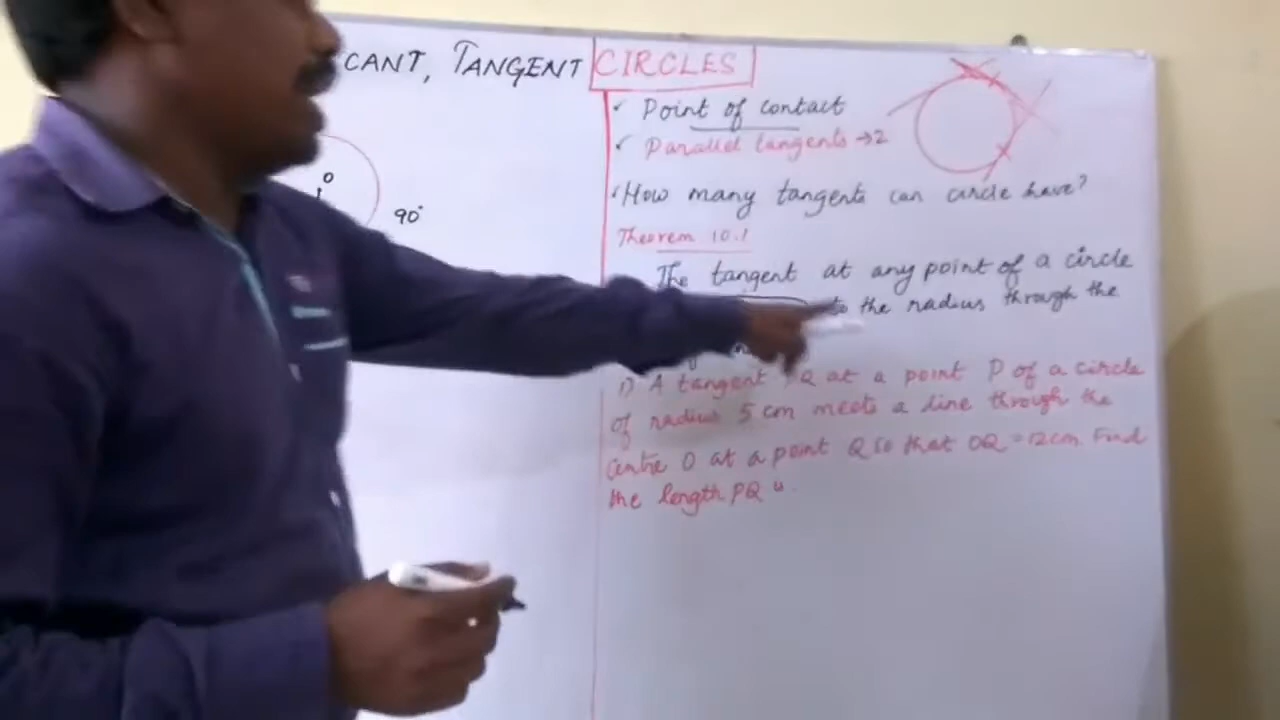 CANT, TANGENT CIRCLES
✓ Point of contact
✓ Parallel tangents → 2
✓ How many tangents can circle have?
Theorem 10.1
The tangent at any point of a circle
to the radius through the
1) A tangent PQ at a point P of a circle
of radius 5 cm meets a line through the
Centre O at a point Q so that OQ = 12cm Find
the length PQ
O
90°